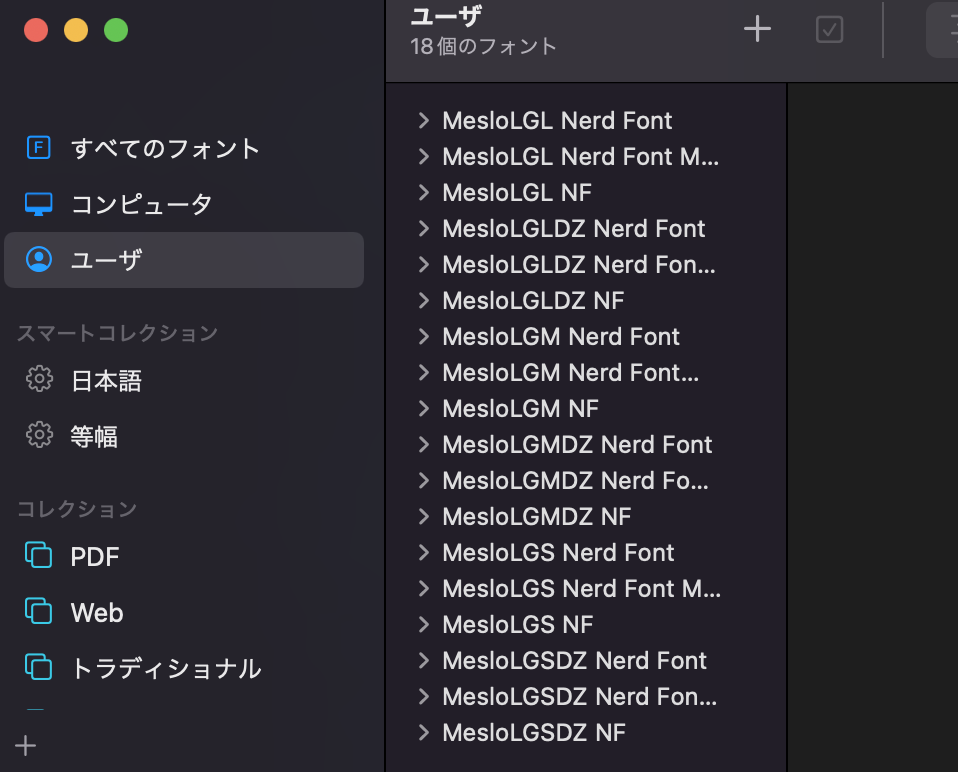 すべてのフォント
コンピュータ
ユーザ
スマートコレクション
日本語
等幅
コレクション
PDF
Web
トラディショナル
ユーザ
18個のフォント
MesloLGL Nerd Font
MesloLGL Nerd Font M...
MesloLGL NF
MesloLGLDZ Nerd Font
MesloLGLDZ Nerd Fon...
MesloLGLDZ NF
MesloLGM Nerd Font
MesloLGM Nerd Font...
MesloLGM NF
MesloLGMDZ Nerd Font
MesloLGMDZ Nerd Fo...
MesloLGMDZ NF
MesloLGS Nerd Font
MesloLGS Nerd Font M...
MesloLGS NF
MesloLGSDZ Nerd Font
MesloLGSDZ Nerd Fon...
MesloLGSDZ NF